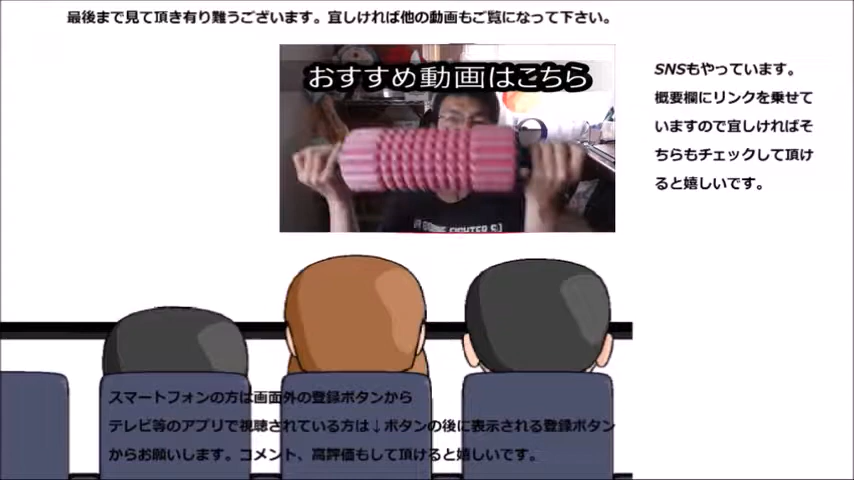 最後まで見て頂き有り難うございます。宜しければ他の動画もご覧になって下さい。
おすすめ動画はこちら
SNSもやっています。
概要欄にリンクを乗せて
いますので宜しければそ
ちらもチェックして頂け
ると嬉しいです。
スマートフォンの方は画面外の登録ボタンから
テレビ等のアプリで視聴されている方は↓ボタンの後に表示される登録ボタン
からお願いします。コメント、高評価もして頂けると嬉しいです。